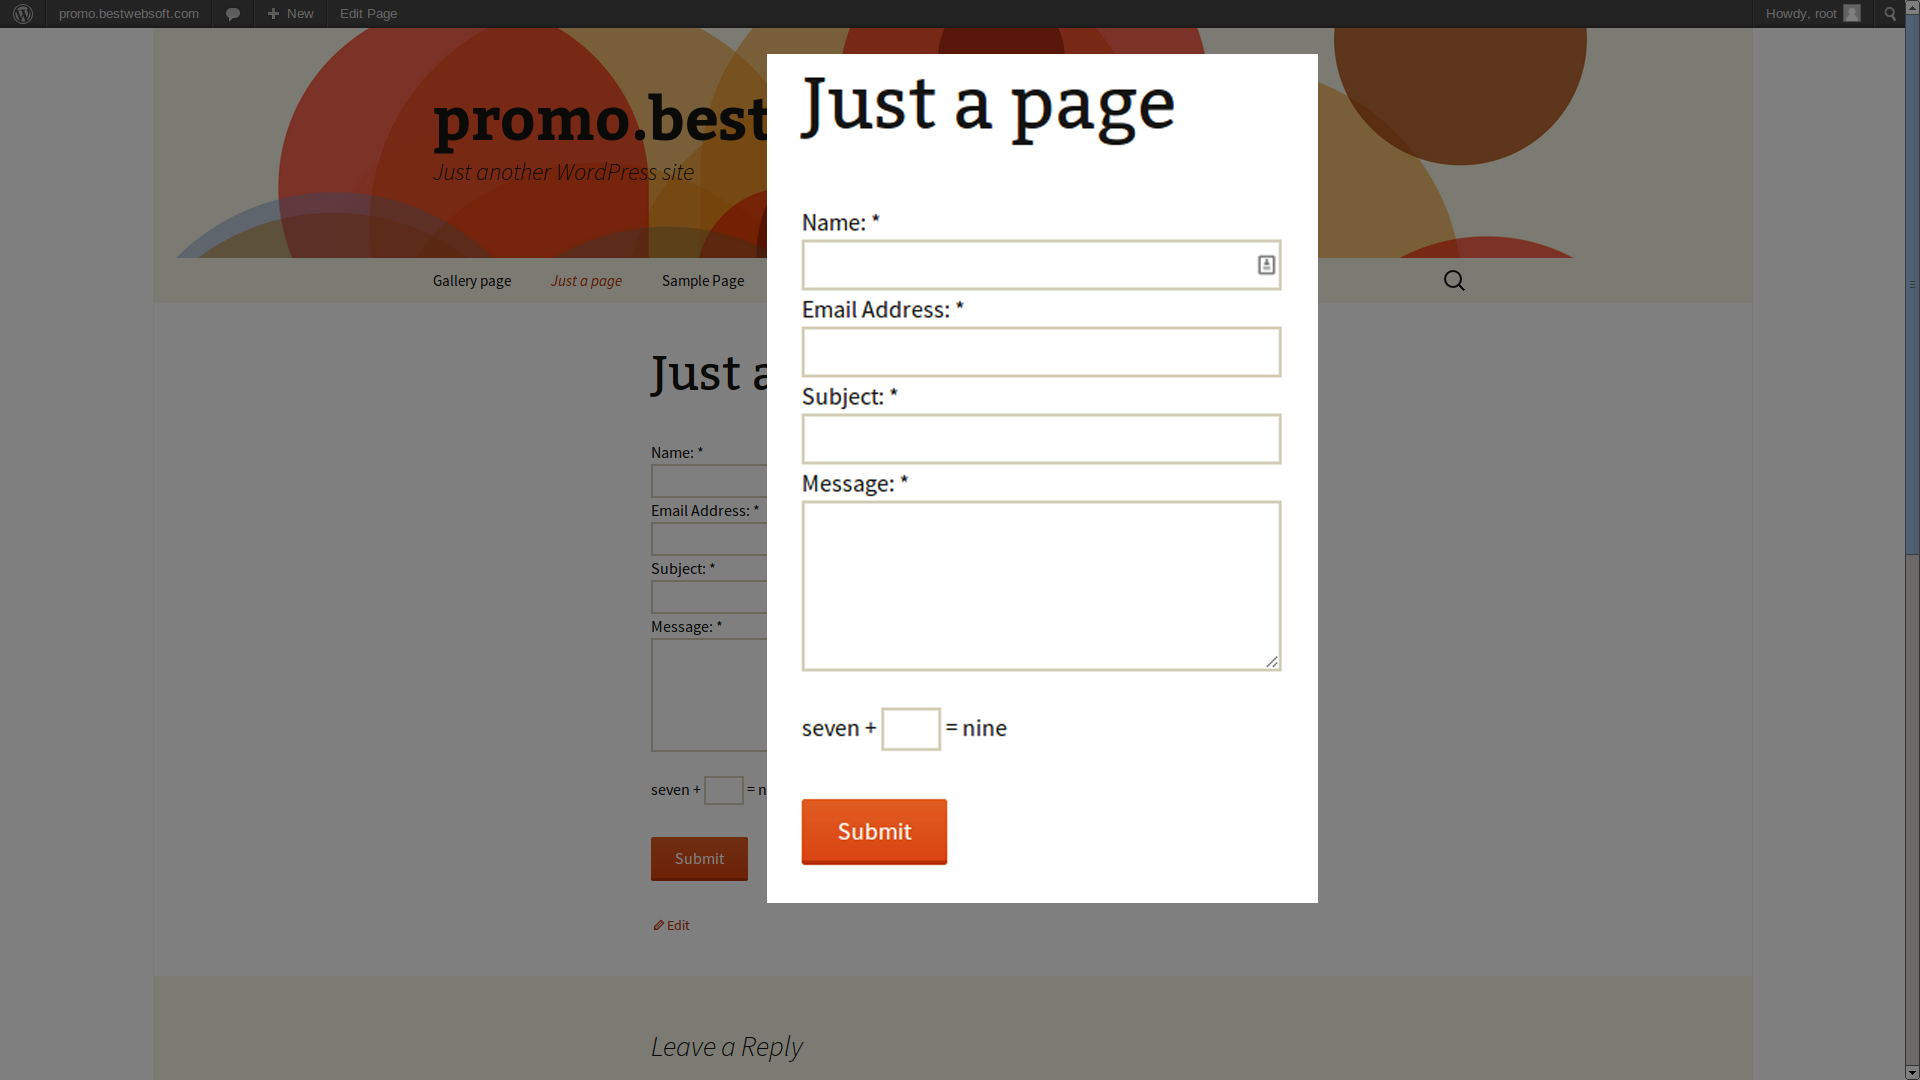 promo.bestwebsoft.com
New
Edit Page
Howdy, root
promo.best
Just another WordPress site
Gallery page
Just a page
Sample Page
Just a
Name: *
Email Address: *
Subject: *
Message: *
seven + = n
Submit
Edit
Leave a Reply
Just a page
Name: *
Email Address: *
Subject: *
Message: *
seven + = nine
Submit